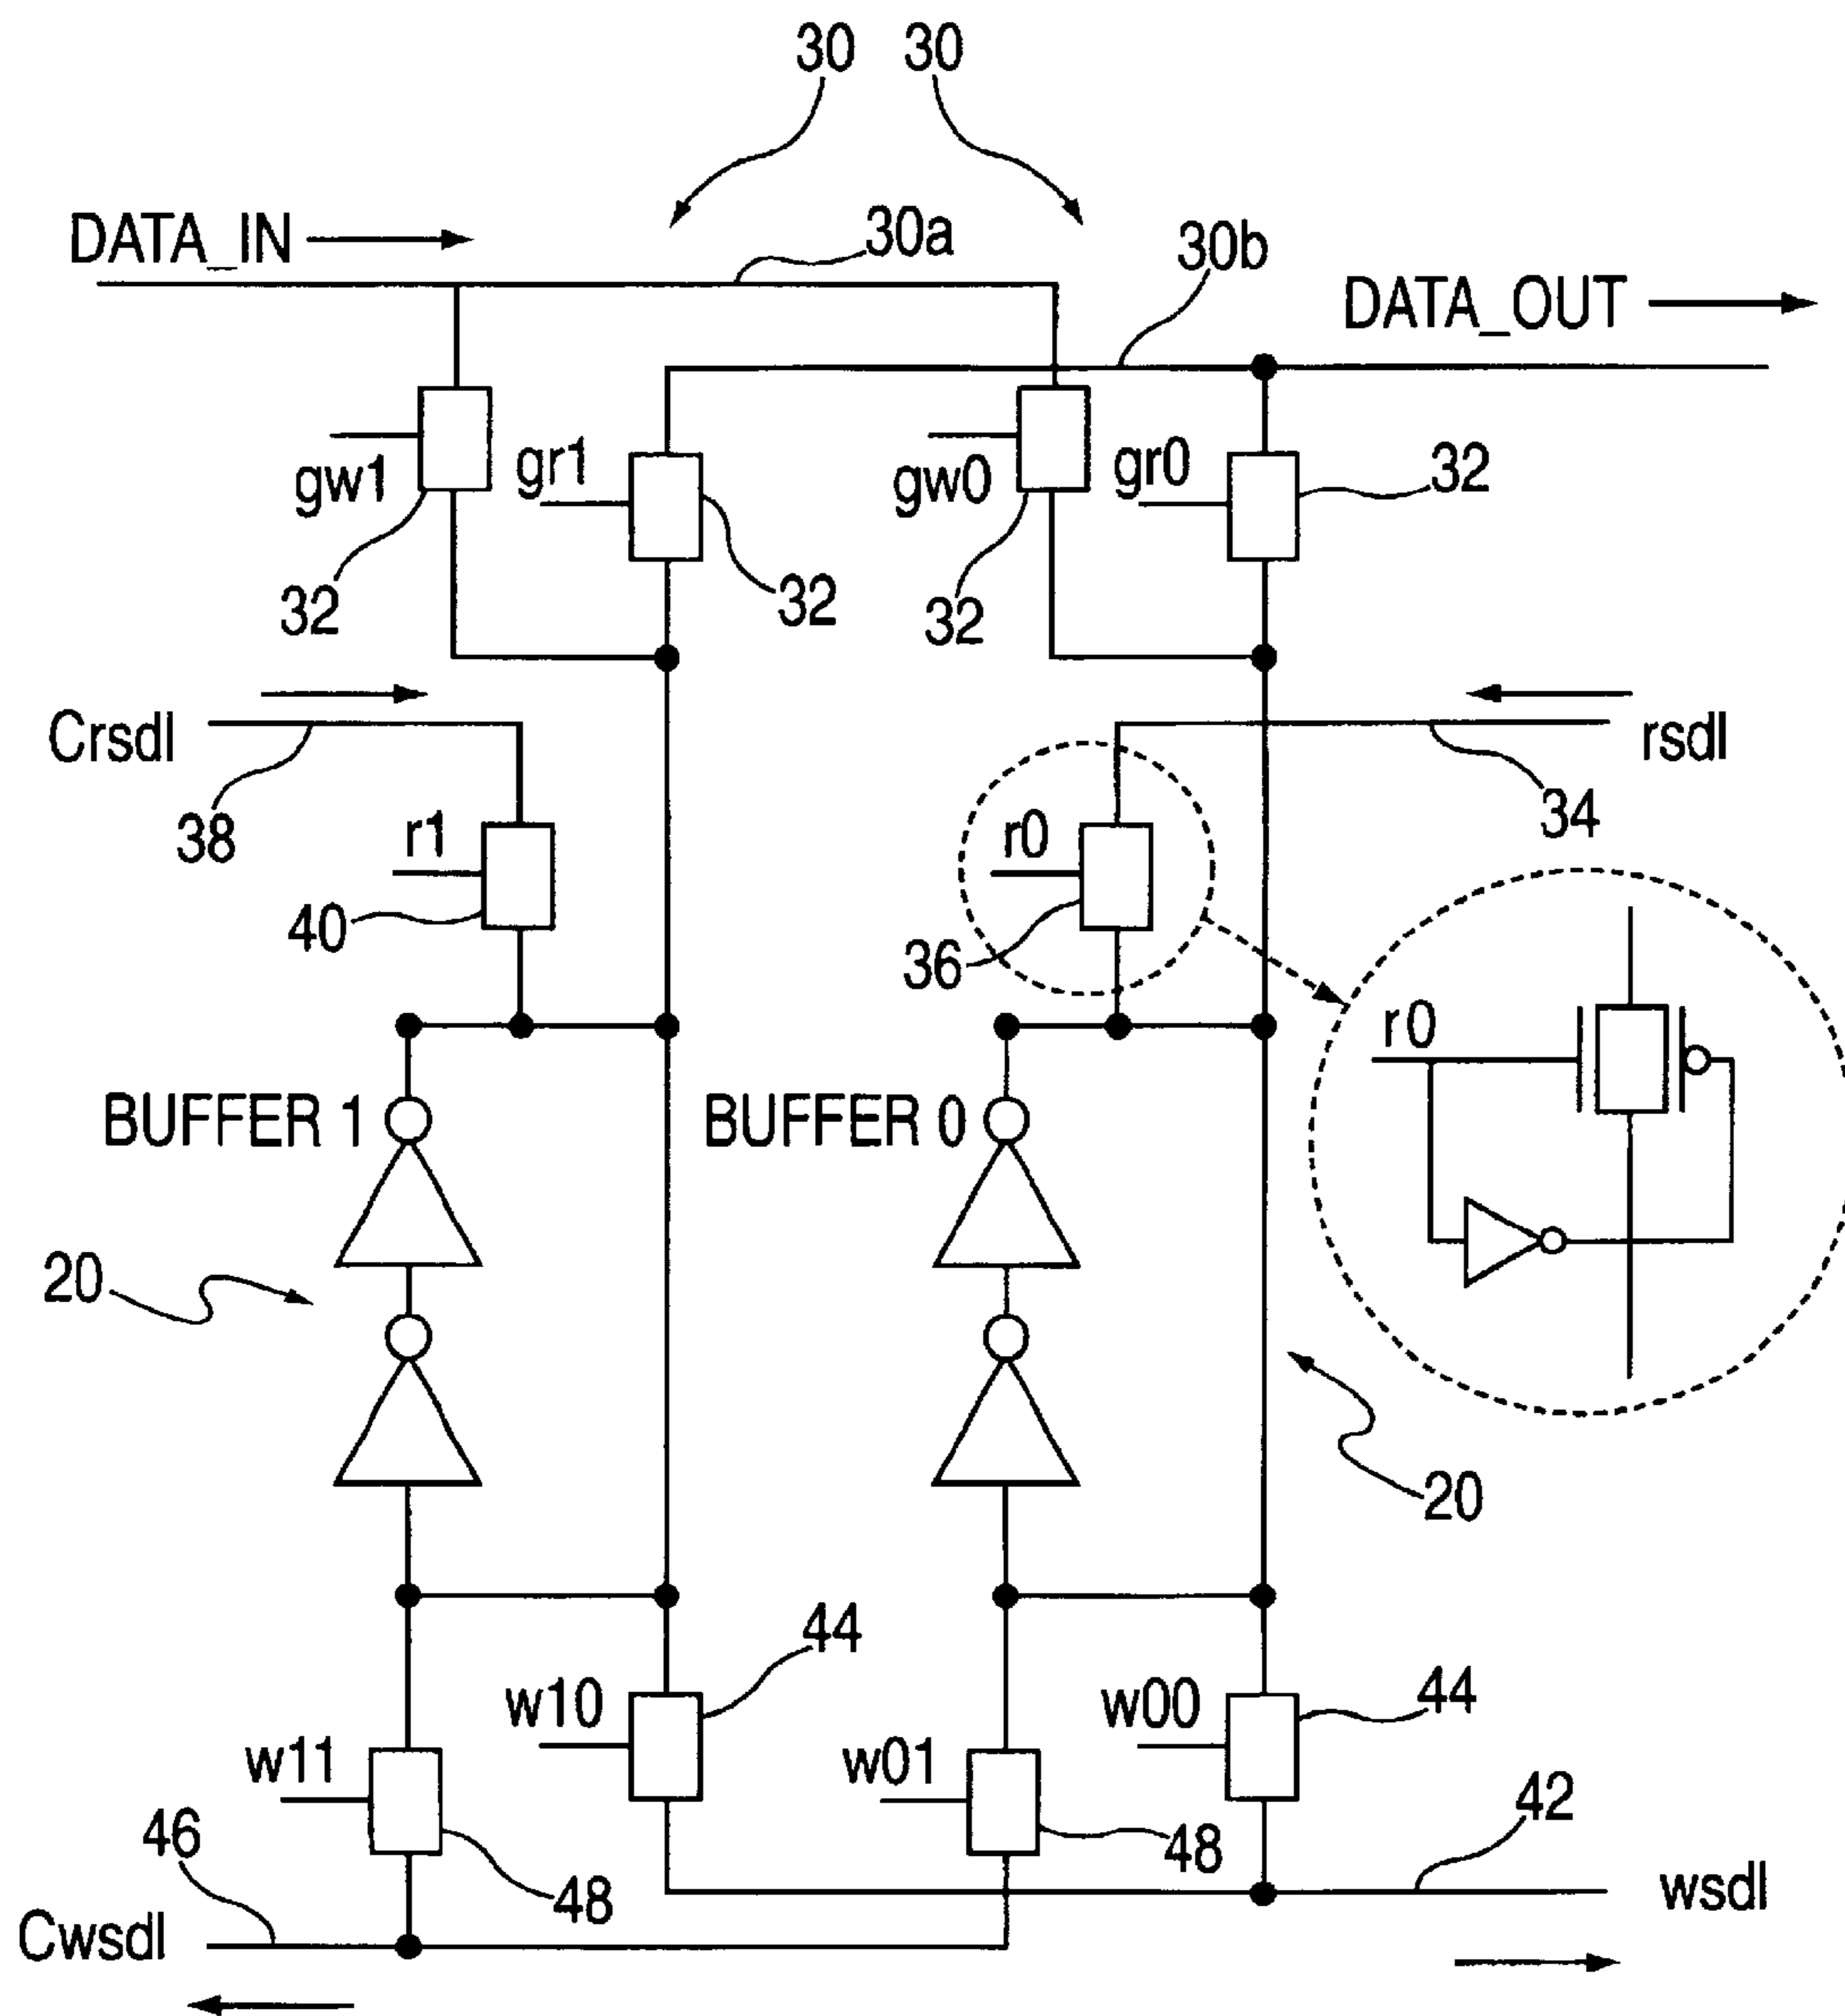 30 30
DATA_IN
30a
30b
DATA_OUT
gw1
gr1
gw0
gr0
32
32
32
32
Crsdl
rsdl
38
34
r1
r0
40
36
r0
BUFFER 1
BUFFER 0
20
20
44
w10
w00
44
w11
w01
42
46
48
48
wsdl
Cwsdl